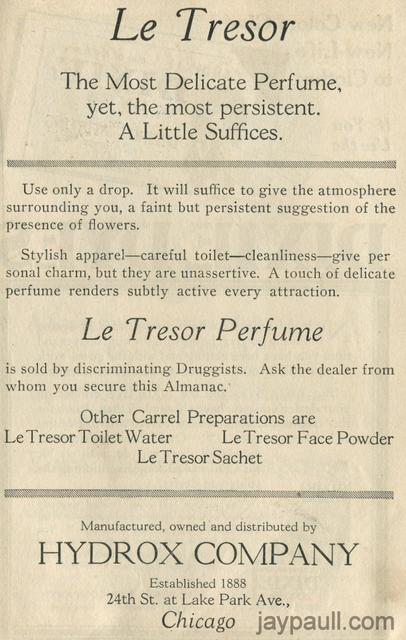 Le Tresor
The Most Delicate Perfume,
yet, the most persistent.
A Little Suffices.
Use only a drop. It will suffice to give the atmosphere
surrounding you, a faint but persistent suggestion of the
presence of flowers.
Stylish apparel—careful toilet—cleanliness—give per
sonal charm, but they are unassertive. A touch of delicate
perfume renders subtly active every attraction.
Le Tresor Perfume
is sold by discriminating Druggists. Ask the dealer from
whom you secure this Almanac.
Other Carrel Preparations are
Le Tresor Toilet Water Le Tresor Face Powder
Le Tresor Sachet
Manufactured, owned and distributed by
HYDROX COMPANY
Established 1888
24th St. at Lake Park Ave.,
Chicago
jaypaull.com